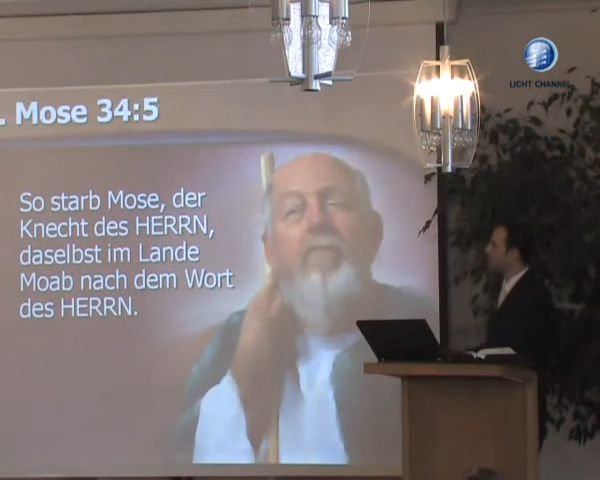 . Mose 34:5
So starb Mose, der
Knecht des HERRN,
daselbst im Lande
Moab nach dem Wort
des HERRN.
LIGHT CHANNEL